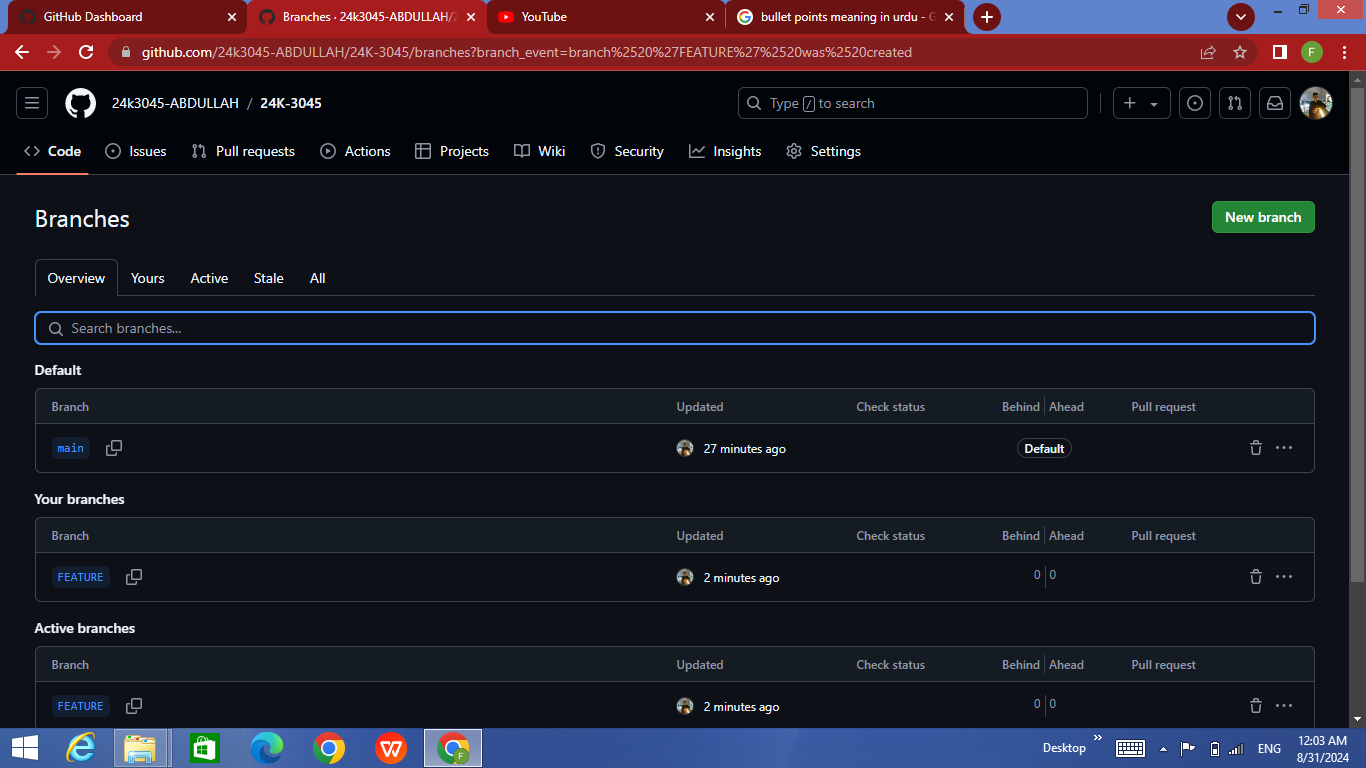 GitHub Dashboard
Branches · 24k3045-ABDULLAH/2
YouTube
bullet points meaning in urdu - G
github.com/24k3045-ABDULLAH/24K-3045/branches?branch_event=branch%2520%27FEATURE%27%2520was%2520created
F
24k3045-ABDULLAH / 24K-3045
Type / to search
Code Issues Pull requests Actions Projects Wiki Security Insights Settings
Branches
New branch
Overview Yours Active Stale All
Search branches...
Default
Branch Updated Check status Behind Ahead Pull request
main 27 minutes ago Default
Your branches
Branch Updated Check status Behind Ahead Pull request
FEATURE 2 minutes ago 0 0
Active branches
Branch Updated Check status Behind Ahead Pull request
FEATURE 2 minutes ago 0 0
Desktop » ENG 12:03 AM
8/31/2024